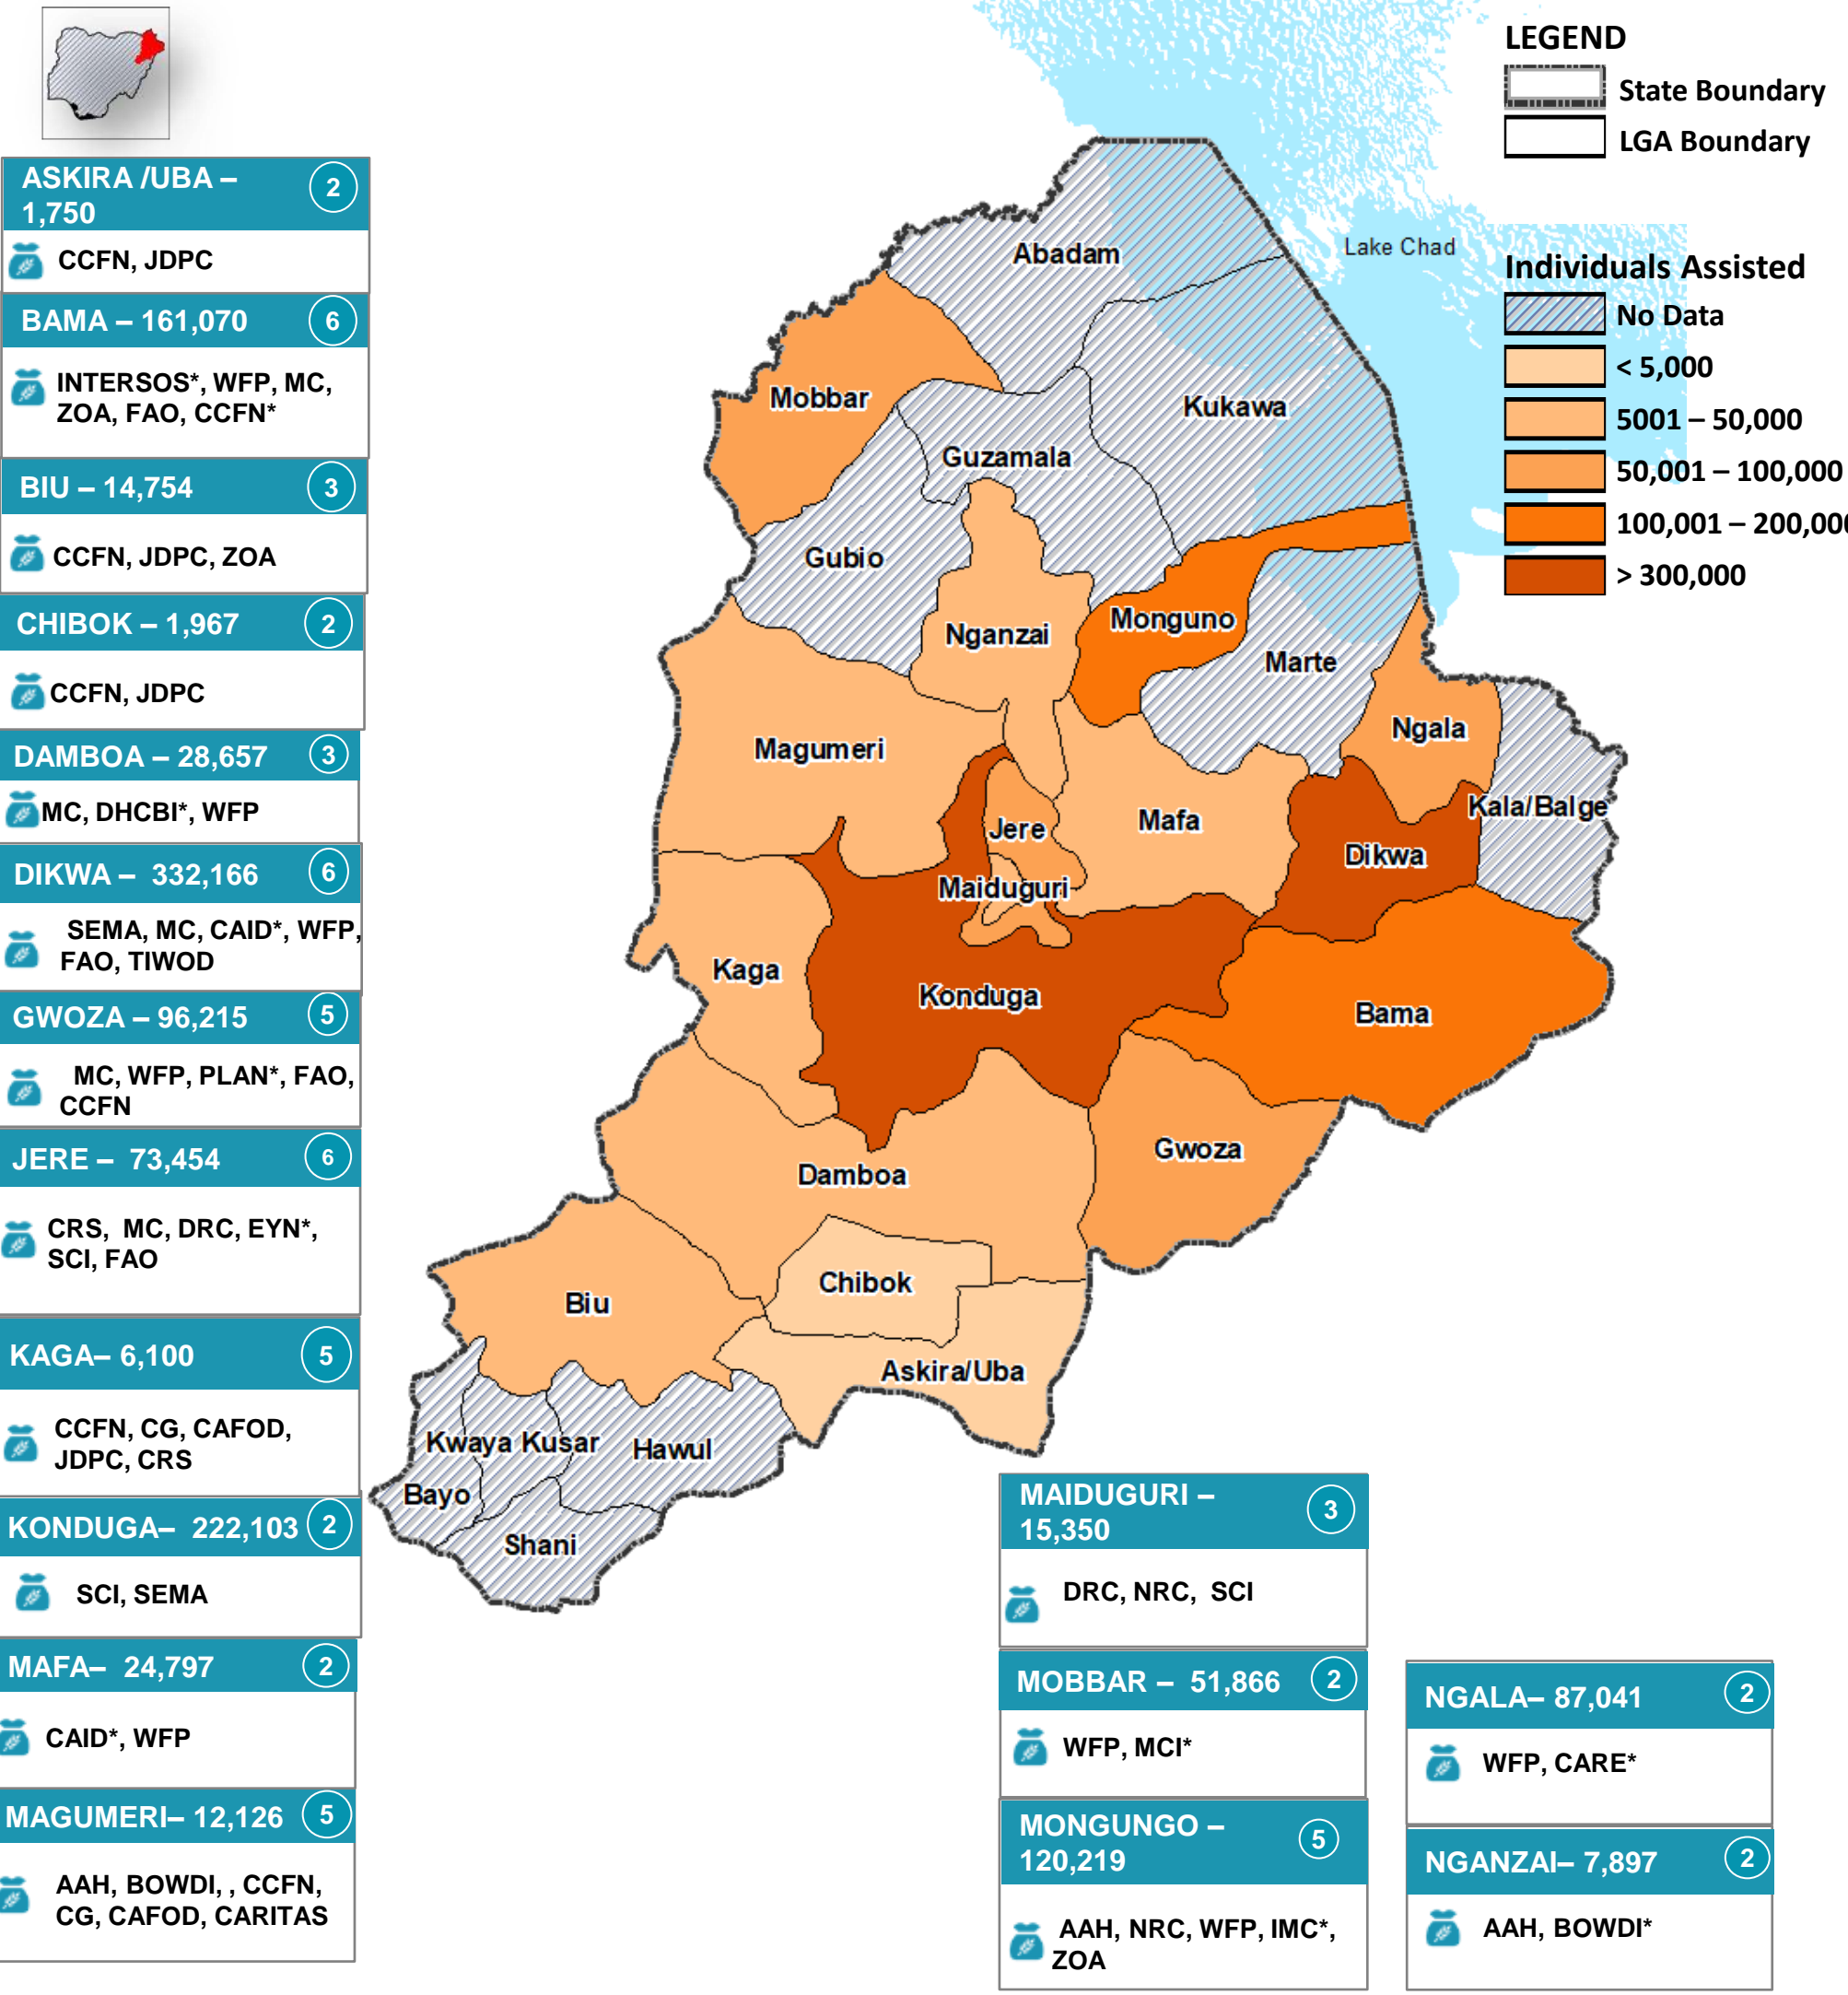 ASKIRA /UBA –
1,750
2
CCFN, JDPC
BAMA – 161,070
6
INTERSOS*, WFP, MC,
ZOA, FAO, CCFN*
BIU – 14,754
3
CCFN, JDPC, ZOA
CHIBOK – 1,967
2
CCFN, JDPC
DAMBOA – 28,657
3
MC, DHCBI*, WFP
DIKWA – 332,166
6
SEMA, MC, CAID*, WFP,
FAO, TIWOD
GWOZA – 96,215
5
MC, WFP, PLAN*, FAO,
CCFN
JERE – 73,454
6
CRS, MC, DRC, EYN*,
SCI, FAO
KAGA– 6,100
5
CCFN, CG, CAFOD,
JDPC, CRS
KONDUGA– 222,103
2
SCI, SEMA
MAFA– 24,797
2
CAID*, WFP
MAGUMERI– 12,126
5
AAH, BOWDI, , CCFN,
CG, CAFOD, CARITAS
Abadam
Lake Chad
Mobbar
Kukawa
Guzamala
Gubio
Nganzai
Monguno
Marte
Ngala
Magumeri
Kala/Balge
Jere
Mafa
Dikwa
Maiduguri
Kaga
Konduga
Bama
Gwoza
Damboa
Chibok
Biu
Askira/Uba
Kwaya Kusar
Hawul
Bayo
Shani
LEGEND
State Boundary
LGA Boundary
Individuals Assisted
No Data
< 5,000
5001 – 50,000
50,001 – 100,000
100,001 – 200,000
> 300,000
MAIDUGURI –
15,350
3
DRC, NRC, SCI
MOBBAR – 51,866
2
WFP, MCI*
MONGUNGO –
120,219
5
AAH, NRC, WFP, IMC*,
ZOA
NGALA– 87,041
2
WFP, CARE*
NGANZAI– 7,897
2
AAH, BOWDI*